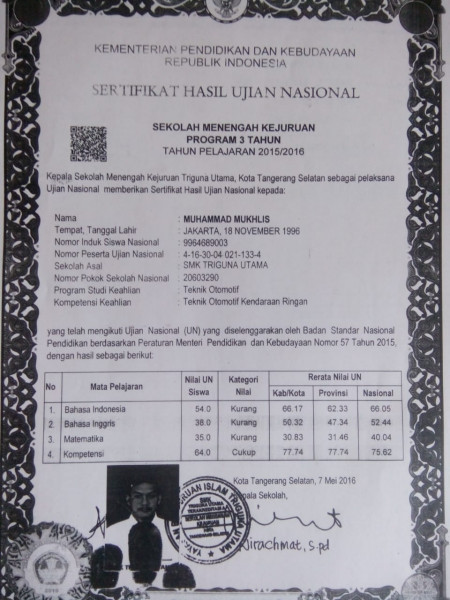 KEMENTERIAN PENDIDIKAN DAN KEBUDAYAAN
REPUBLIK INDONESIA
SERTIFIKAT HASIL UJIAN NASIONAL
SEKOLAH MENENGAH KEJURUAN
PROGRAM 3 TAHUN
TAHUN PELAJARAN 2015/2016
Kepala Sekolah Menengah Kejuruan Triguna Utama, Kota Tangerang Selatan sebagai pelaksana
Ujian Nasional memberikan Sertifikat Hasil Ujian Nasional kepada:
Nama : MUHAMMAD MUKHLIS
Tempat, Tanggal Lahir : JAKARTA, 18 NOVEMBER 1996
Nomor Induk Siswa Nasional : 9964689003
Nomor Peserta Ujian Nasional : 4-16-30-04 021-133-4
Sekolah Asal : SMK TRIGUNA UTAMA
Nomor Pokok Sekolah Nasional : 20603290
Program Studi Keahlian : Teknik Otomotif
Kompetensi Keahlian : Teknik Otomotif Kendaraan Ringan
yang telah mengikuti Ujian Nasional (UN) yang diselenggarakan oleh Badan Standar Nasional
Pendidikan berdasarkan Peraturan Menteri Pendidikan dan Kebudayaan Nomor 57 Tahun 2015,
dengan hasil sebagai berikut:
No Mata Pelajaran Nilai UN Siswa Kategori Nilai Rerata Nilai UN
Kab/Kota Provinsi Nasional
1. Bahasa Indonesia 54.0 Kurang 66.17 62.33 66.05
2. Bahasa Inggris 38.0 Kurang 50.32 47.34 52.44
3. Matematika 35.0 Kurang 30.83 31.46 40.04
4. Kompetensi 64.0 Cukup 77.74 77.74 75.62
Kota Tangerang Selatan, 7 Mei 2016
Kepala Sekolah,
SMK
TRIGUNA UTAMA